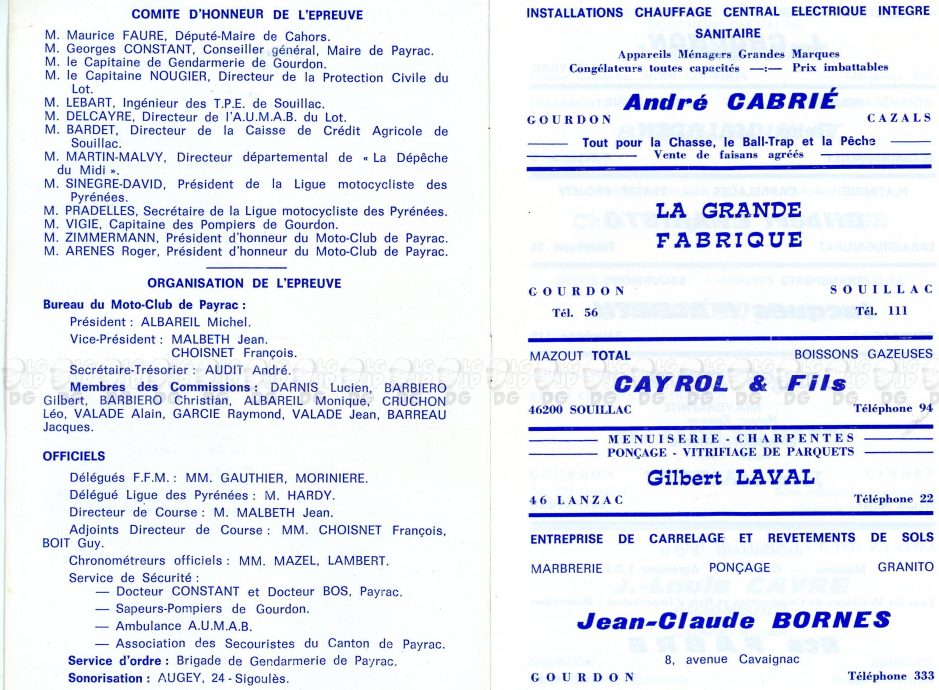 COMITE D'HONNEUR DE L'EPREUVE
M. Maurice FAURE, Député-Maire de Cahors.
M. Georges CONSTANT, Conseiller général, Maire de Payrac.
M. le Capitaine de Gendarmerie de Gourdon.
M. le Capitaine NOUGIER, Directeur de la Protection Civile du
Lot.
M. LEBART, Ingénieur des T.P.E. de Souillac.
M. DELCAYRE, Directeur de l'A.U.M.A.B. du Lot.
M. BARDET, Directeur de la Caisse de Crédit Agricole de
Souillac.
M. MARTIN-MALVY, Directeur départemental de « La Dépêche
du Midi ».
M. SINEGRE-DAVID, Président de la Ligue motocycliste des
Pyrénées.
M. PRADELLES, Secrétaire de la Ligue motocycliste des Pyrénées.
M. VIGIE, Capitaine des Pompiers de Gourdon.
M. ZIMMERMANN, Président d'honneur du Moto-Club de Payrac.
M. ARENES Roger, Président d'honneur du Moto-Club de Payrac.
ORGANISATION DE L'EPREUVE
Bureau du Moto-Club de Payrac :
Président : ALBAREIL Michel.
Vice-Président : MALBETH Jean.
CHOISNET François.
Secrétaire-Trésorier : AUDIT André.
Membres des Commissions : DARNIS Lucien, BARBIERO
Gilbert, BARBIERO Christian, ALBAREIL Monique, CRUCHON
Léo, VALADE Alain, GARCIE Raymond, VALADE Jean, BARREAU
Jacques.
OFFICIELS
Délégués F.F.M. : MM. GAUTHIER, MORINIERE.
Délégué Ligue des Pyrénées : M. HARDY.
Directeur de Course : M. MALBETH Jean.
Adjoints Directeur de Course : MM. CHOISNET François,
BOIT Guy.
Chronométreurs officiels : MM. MAZEL, LAMBERT.
Service de Sécurité :
— Docteur CONSTANT et Docteur BOS, Payrac.
— Sapeurs-Pompiers de Gourdon.
— Ambulance A.U.M.A.B.
— Association des Secouristes du Canton de Payrac.
Service d'ordre : Brigade de Gendarmerie de Payrac.
Sonorisation : AUGEY, 24 - Sigoulès.
INSTALLATIONS CHAUFFAGE CENTRAL ELECTRIQUE INTEGRE
SANITAIRE
Appareils Ménagers Grandes Marques
Congélateurs toutes capacités —:— Prix imbattables
André CABRIÉ
GOURDON CAZALS
Tout pour la Chasse, le Ball-Trap et la Pêche
Vente de faisans agréés
LA GRANDE
FABRIQUE
GOURDON SOUILLAC
Tél. 56 Tél. 111
MAZOUT TOTAL BOISSONS GAZEUSES
CAYROL & Fils
46200 SOUILLAC Téléphone 94
MENUISERIE - CHARPENTES
PONÇAGE - VITRIFIAGE DE PARQUETS
Gilbert LAVAL
46 LANZAC Téléphone 22
ENTREPRISE DE CARRELAGE ET REVETEMENTS DE SOLS
MARBRERIE PONÇAGE GRANITO
Jean-Claude BORNES
8, avenue Cavaignac
GOURDON Téléphone 333